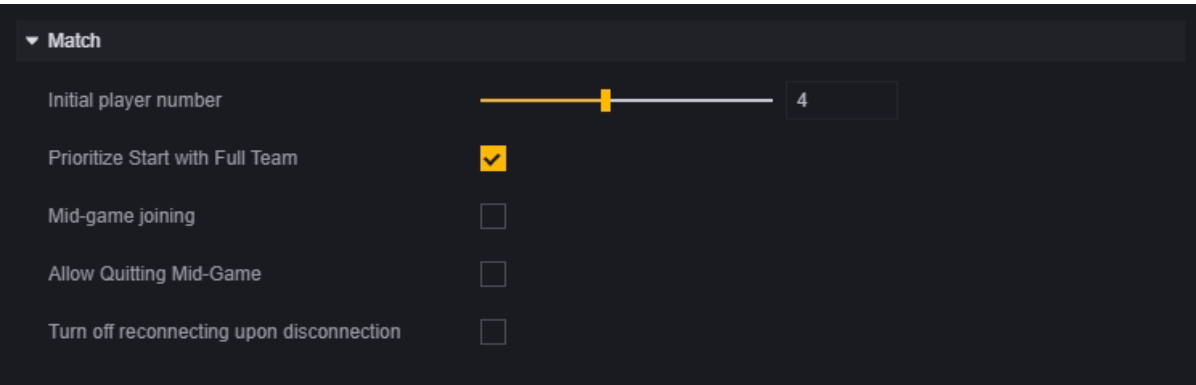 Match
Initial player number 4
Prioritize Start with Full Team
Mid-game joining
Allow Quitting Mid-Game
Turn off reconnecting upon disconnection